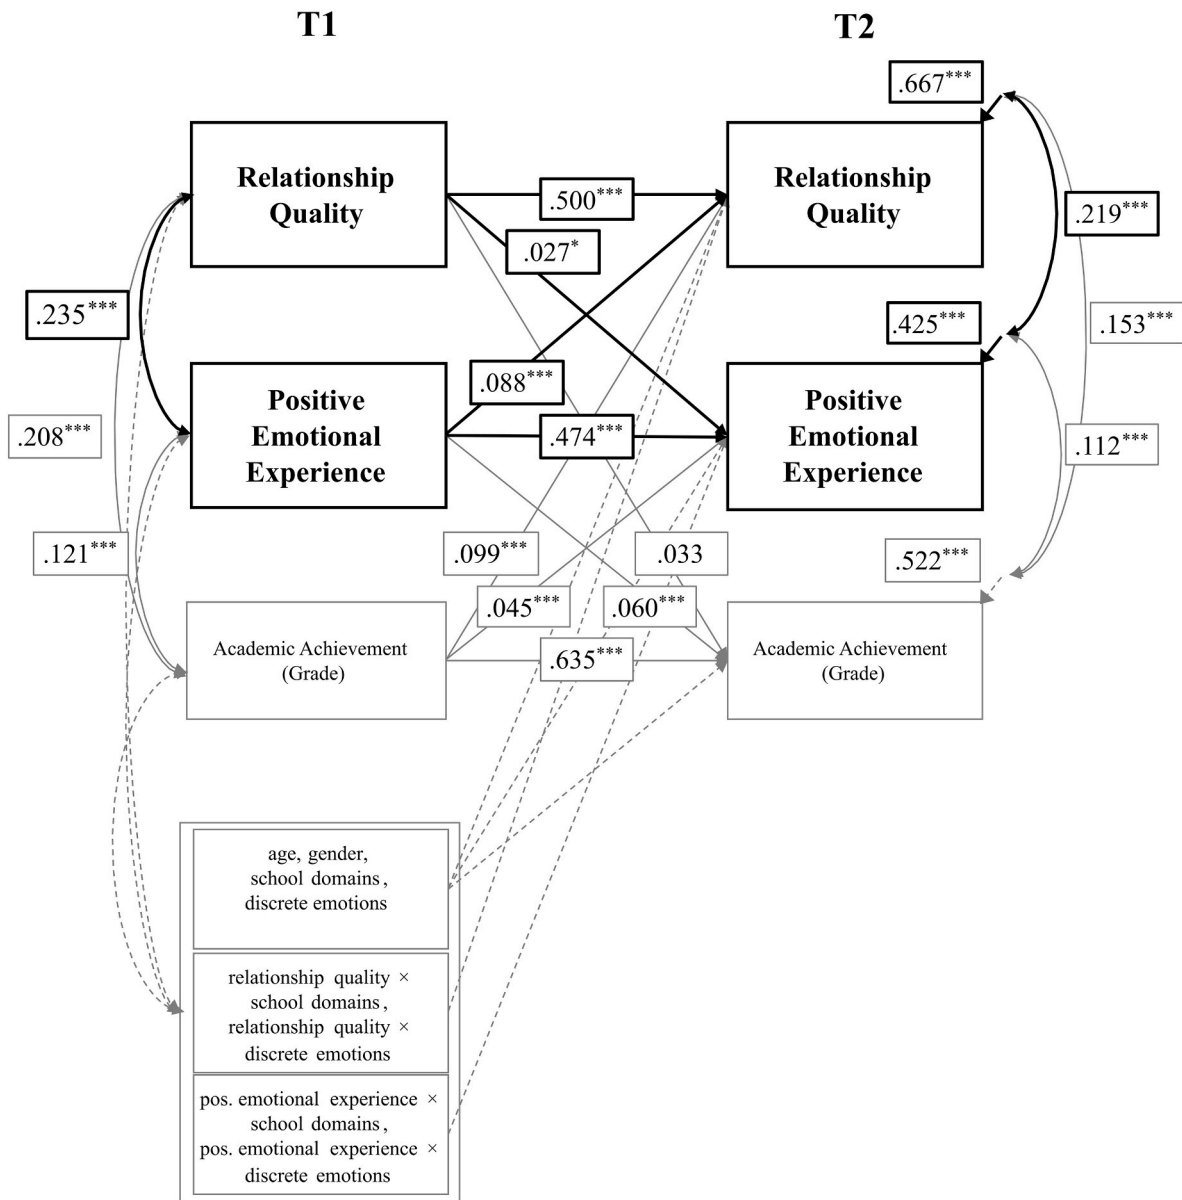 T1
T2
.667***
Relationship
Quality
Relationship
Quality
.500***
.219***
.027*
.235***
.425***
.153***
.088***
Positive
Emotional
Experience
Positive
Emotional
Experience
.474***
.208***
.112***
.121***
.099***
.033
.522***
.045***
.060***
Academic Achievement
(Grade)
Academic Achievement
(Grade)
.635***
age, gender,
school domains,
discrete emotions
relationship quality ×
school domains,
relationship quality ×
discrete emotions
pos. emotional experience ×
school domains,
pos. emotional experience ×
discrete emotions